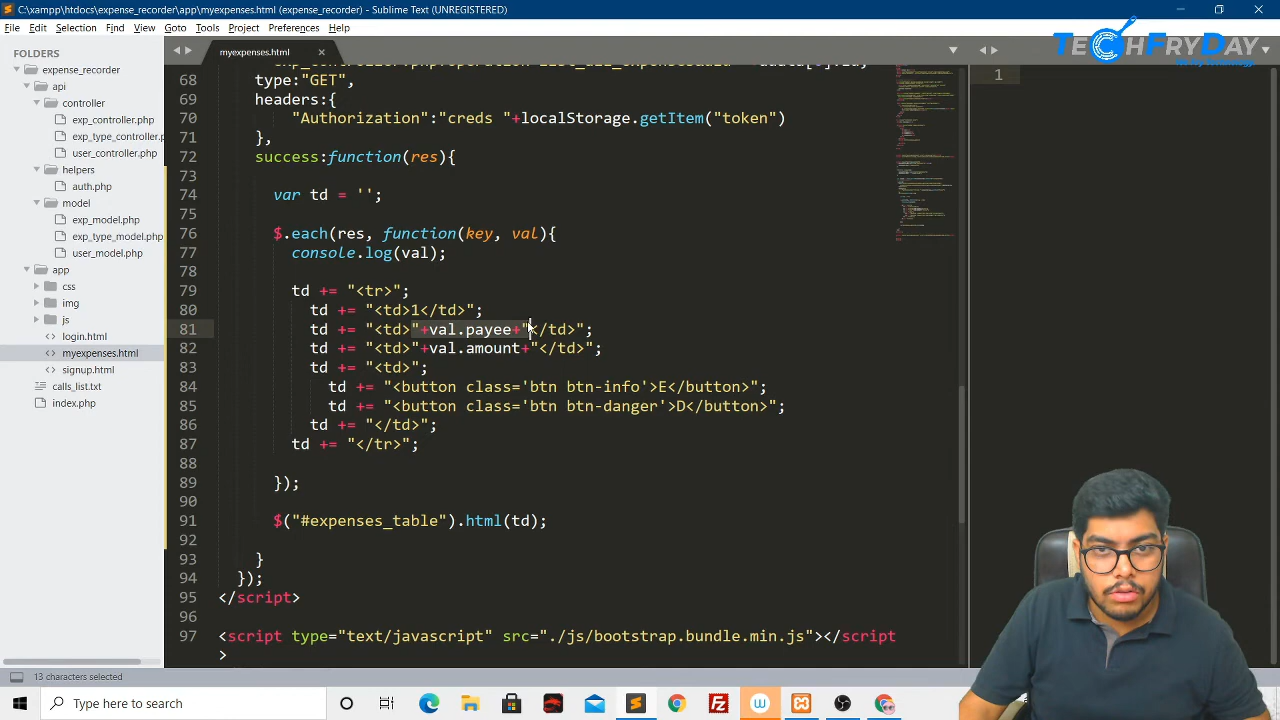 C:\xampp\htdocs\expense_recorder\app\myexpenses.html (expense_recorder) - Sublime Text (UNREGISTERED)
File Edit Selection Find View Goto Tools Project Preferences Help
TECHFRYDAY
FOLDERS
expense_recorder
api
controller
exp_controller.php
exp_type_controller.
user_controller.php
helpers
auth.php
model
exp_model.php
exp_type_model.php
user_model.php
app
css
img
js
login.html
myexpenses.html
signup.html
calls_list.txt
index.php
myexpenses.html ×
68 type:"GET",
69 headers:{
70 "Authorization":"creds "+localStorage.getItem("token")
71 },
72 success:function(res){
73
74 var td = '';
75
76 $.each(res, function(key, val){
77 console.log(val);
78
79 td += "<tr>";
80 td += "<td>1</td>";
81 td += "<td>"+val.payee+"</td>";
82 td += "<td>"+val.amount+"</td>";
83 td += "<td>";
84 td += "<button class='btn btn-info'>E</button>";
85 td += "<button class='btn btn-danger'>D</button>";
86 td += "</td>";
87 td += "</tr>";
88
89 });
90
91 $("#expenses_table").html(td);
92
93 }
94 });
95 </script>
96
97 <script type="text/javascript" src="./js/bootstrap.bundle.min.js"></script
>
1
13 characters selected
Type here to search